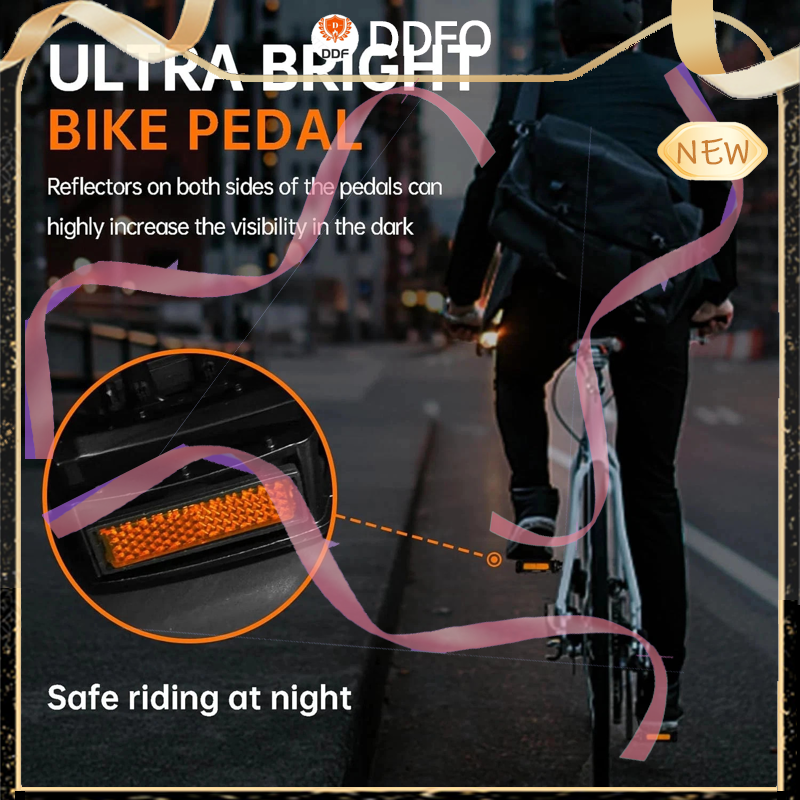 DDFO
DDF
ULTRA BRIGHT
BIKE PEDAL
NEW
Reflectors on both sides of the pedals can
highly increase the visibility in the dark
Safe riding at night